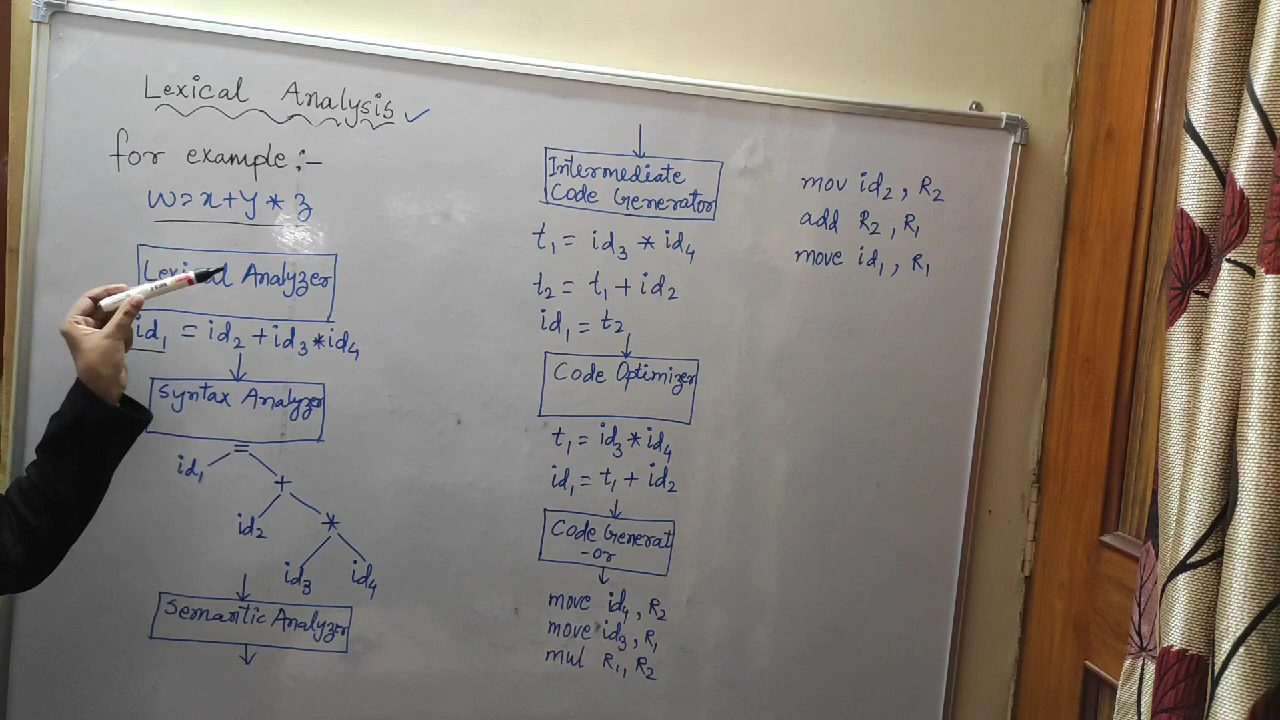 Lexical Analysis ✓
for example :-
w = x + y * z
Lexical Analyzer
id₁ = id₂ + id₃ * id₄
Syntax Analyzer
=
id₁ +
id₂ *
id₃ id₄
Semantic Analyzer
Intermediate
Code Generator
t₁ = id₃ * id₄
t₂ = t₁ + id₂
id₁ = t₂
Code Optimizer
t₁ = id₃ * id₄
id₁ = t₁ + id₂
Code Generat
-or
move id₄, R₂
move id₃, R₁
mul R₁, R₂
mov id₂, R₂
add R₂, R₁
move id₁, R₁